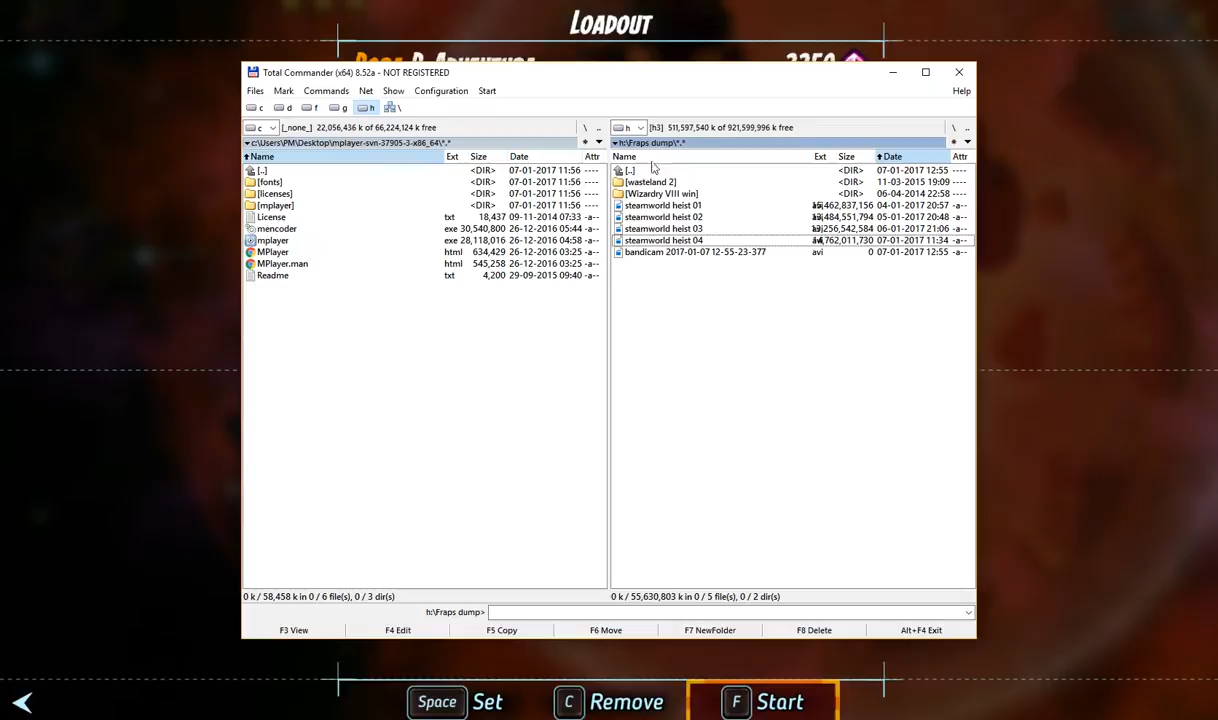 LOADOUT
Total Commander (x64) 8.52a - NOT REGISTERED
Files Mark Commands Net Show Configuration Start Help
c d f g h \
c [_none_] 22,056,436 k of 66,224,124 k free \ ..
c:\Users\PM\Desktop\mplayer-svn-37905-3-x86_64\*.* * 
Name Ext Size Date Attr
[..] <DIR> 07-01-2017 11:56 ----
[fonts] <DIR> 07-01-2017 11:56 ----
[licenses] <DIR> 07-01-2017 11:56 ----
[mplayer] <DIR> 07-01-2017 11:56 ----
License txt 18,437 09-11-2014 07:33 -a--
mencoder exe 30,540,800 26-12-2016 05:44 -a--
mplayer exe 28,118,016 26-12-2016 04:58 -a--
MPlayer html 634,429 26-12-2016 03:25 -a--
MPlayer.man html 545,258 26-12-2016 03:25 -a--
Readme txt 4,200 29-09-2015 09:40 -a--
0 k / 58,458 k in 0 / 6 file(s), 0 / 3 dir(s)
h [h3] 511,597,540 k of 921,599,996 k free \ ..
h:\Fraps dump\*.* *
Name Ext Size Date Attr
[..] <DIR> 07-01-2017 12:55 ----
[wasteland 2] <DIR> 11-03-2015 19:09 ----
[Wizardry VIII win] <DIR> 06-04-2014 22:58 ----
steamworld heist 01 462,837,156 04-01-2017 20:57 -a--
steamworld heist 02 484,551,794 05-01-2017 20:48 -a--
steamworld heist 03 256,542,584 06-01-2017 21:06 -a--
steamworld heist 04 762,011,730 07-01-2017 11:34 -a--
bandicam 2017-01-07 12-55-23-377 avi 0 07-01-2017 12:55 -a--
0 k / 55,630,803 k in 0 / 5 file(s), 0 / 2 dir(s)
h:\Fraps dump>
F3 View F4 Edit F5 Copy F6 Move F7 NewFolder F8 Delete Alt+F4 Exit
Space Set C Remove F Start